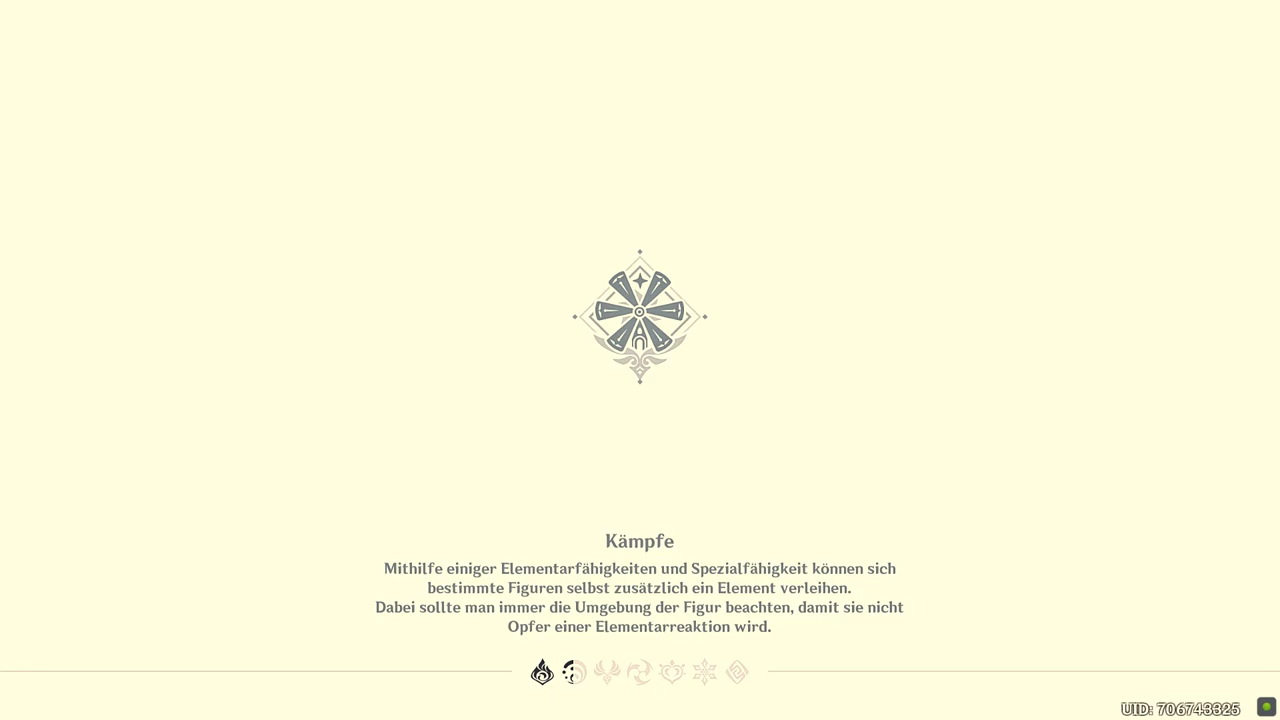 Kämpfe
Mithilfe einiger Elementarfähigkeiten und Spezialfähigkeit können sich
bestimmte Figuren selbst zusätzlich ein Element verleihen.
Dabei sollte man immer die Umgebung der Figur beachten, damit sie nicht
Opfer einer Elementarreaktion wird.
UID: 706743325